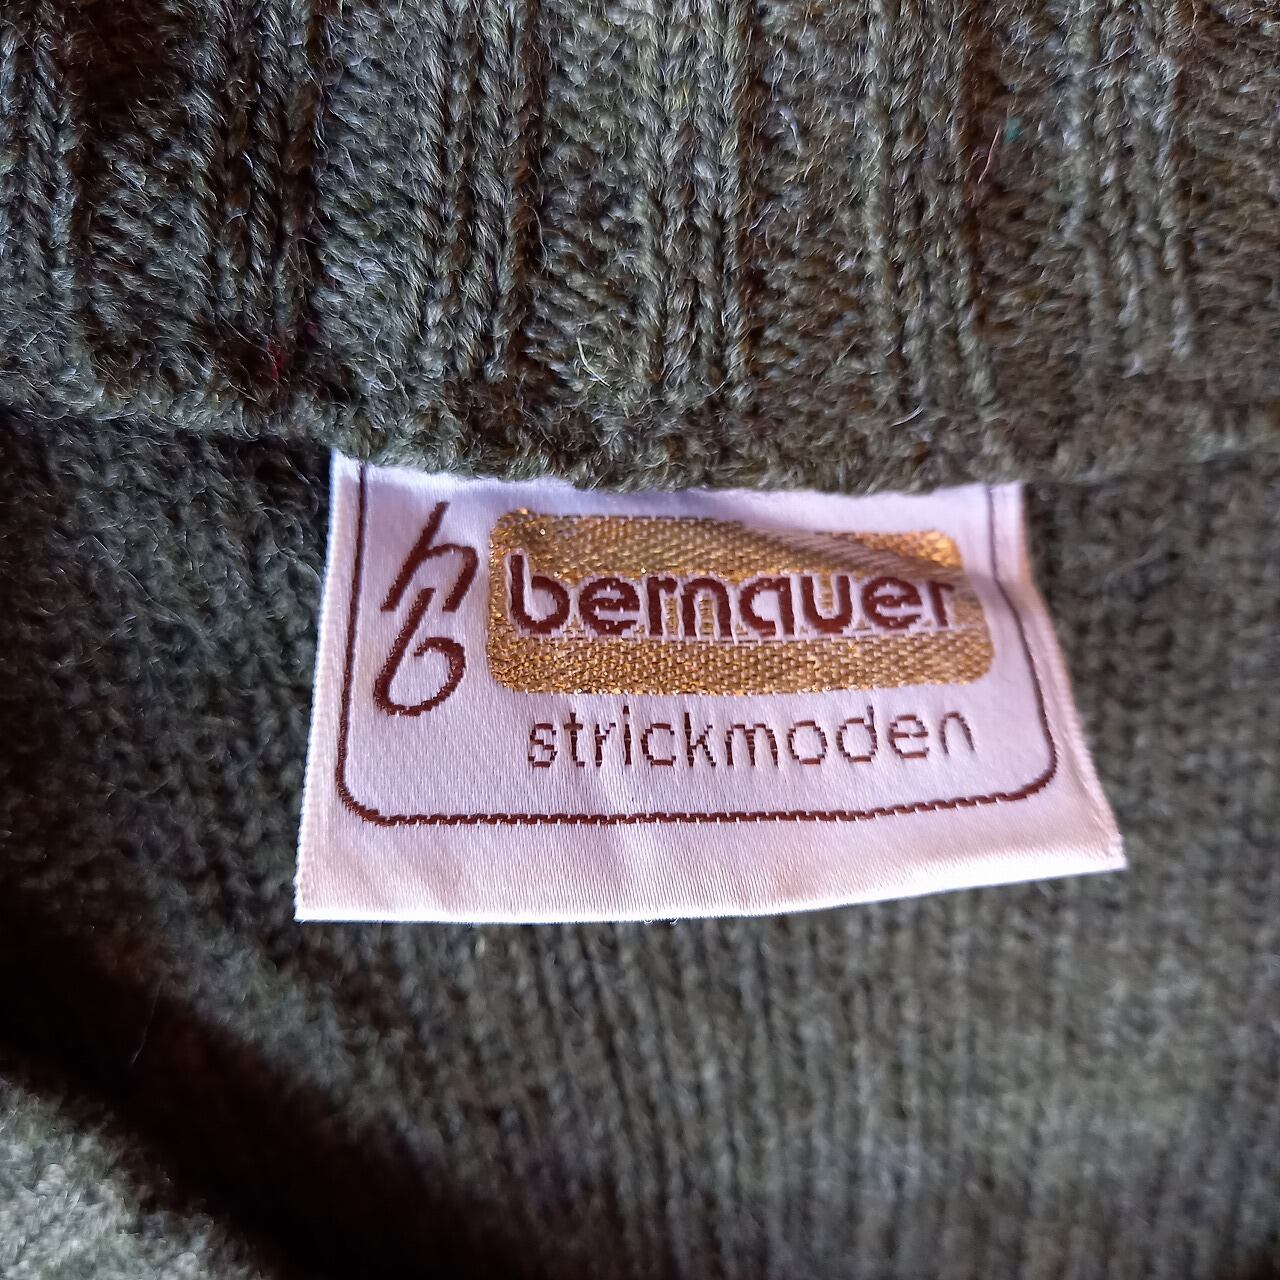 hb
bernauer
strickmoden